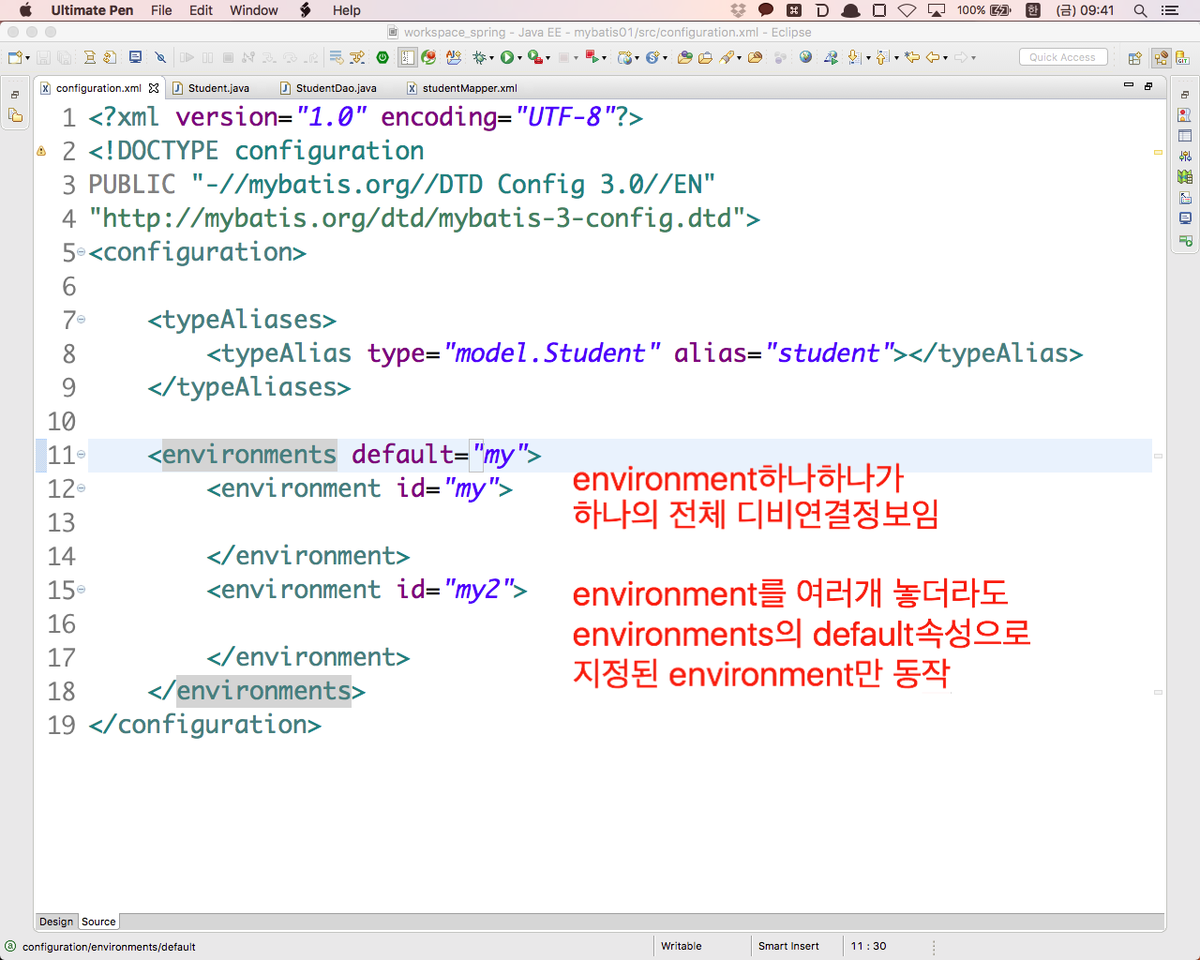 Ultimate Pen File Edit Window Help 100% 한 (금) 09:41
workspace_spring - Java EE - mybatis01/src/configuration.xml - Eclipse
Quick Access
configuration.xml Student.java StudentDao.java studentMapper.xml
1 <?xml version="1.0" encoding="UTF-8"?>
2 <!DOCTYPE configuration
3 PUBLIC "-//mybatis.org//DTD Config 3.0//EN"
4 "http://mybatis.org/dtd/mybatis-3-config.dtd">
5 <configuration>
6
7 <typeAliases>
8 <typeAlias type="model.Student" alias="student"></typeAlias>
9 </typeAliases>
10
11 <environments default="my">
12 <environment id="my">
environment하나하나가
하나의 전체 디비연결정보임
13
14 </environment>
15 <environment id="my2">
environment를 여러개 놓더라도
16
environments의 default속성으로
17 </environment>
지정된 environment만 동작
18 </environments>
19 </configuration>
Design Source
configuration/environments/default Writable Smart Insert 11 : 30